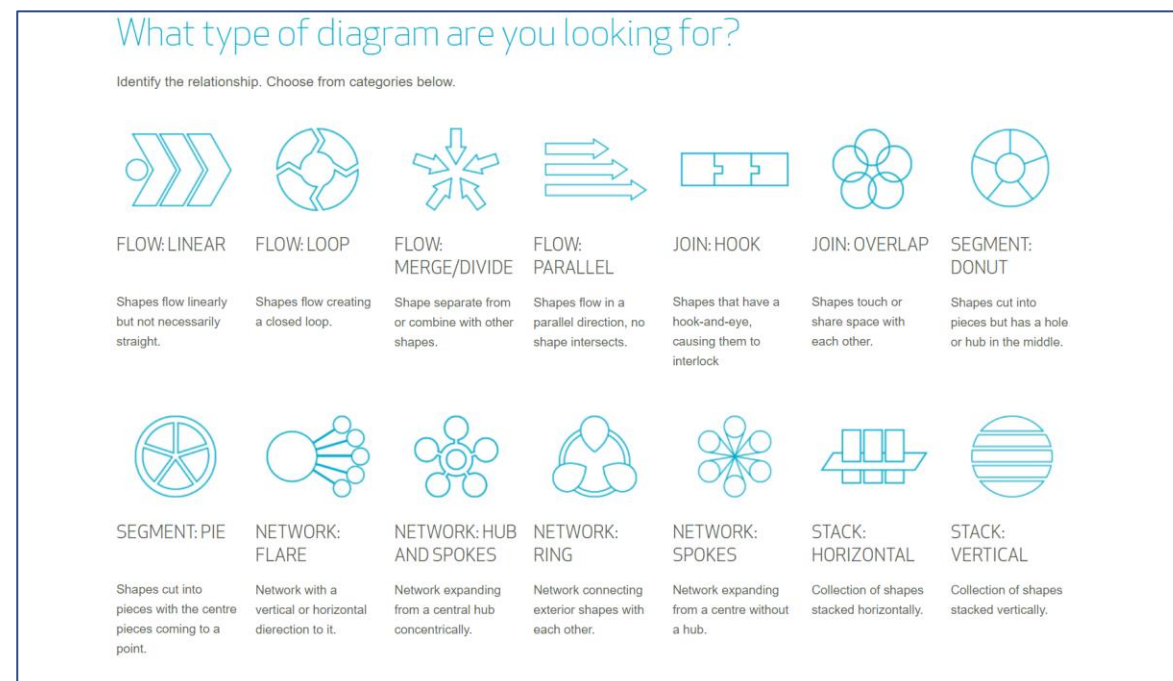 What type of diagram are you looking for?
Identify the relationship. Choose from categories below.
FLOW: LINEAR
Shapes flow linearly
but not necessarily
straight.
FLOW: LOOP
Shapes flow creating
a closed loop.
FLOW:
MERGE/DIVIDE
Shape separate from
or combine with other
shapes.
FLOW:
PARALLEL
Shapes flow in a
parallel direction, no
shape intersects.
JOIN: HOOK
Shapes that have a
hook-and-eye,
causing them to
interlock
JOIN: OVERLAP
Shapes touch or
share space with
each other.
SEGMENT:
DONUT
Shapes cut into
pieces but has a hole
or hub in the middle.
SEGMENT: PIE
Shapes cut into
pieces with the centre
pieces coming to a
point.
NETWORK:
FLARE
Network with a
vertical or horizontal
dierection to it.
NETWORK: HUB
AND SPOKES
Network expanding
from a central hub
concentrically.
NETWORK:
RING
Network connecting
exterior shapes with
each other.
NETWORK:
SPOKES
Network expanding
from a centre without
a hub.
STACK:
HORIZONTAL
Collection of shapes
stacked horizontally.
STACK:
VERTICAL
Collection of shapes
stacked vertically.